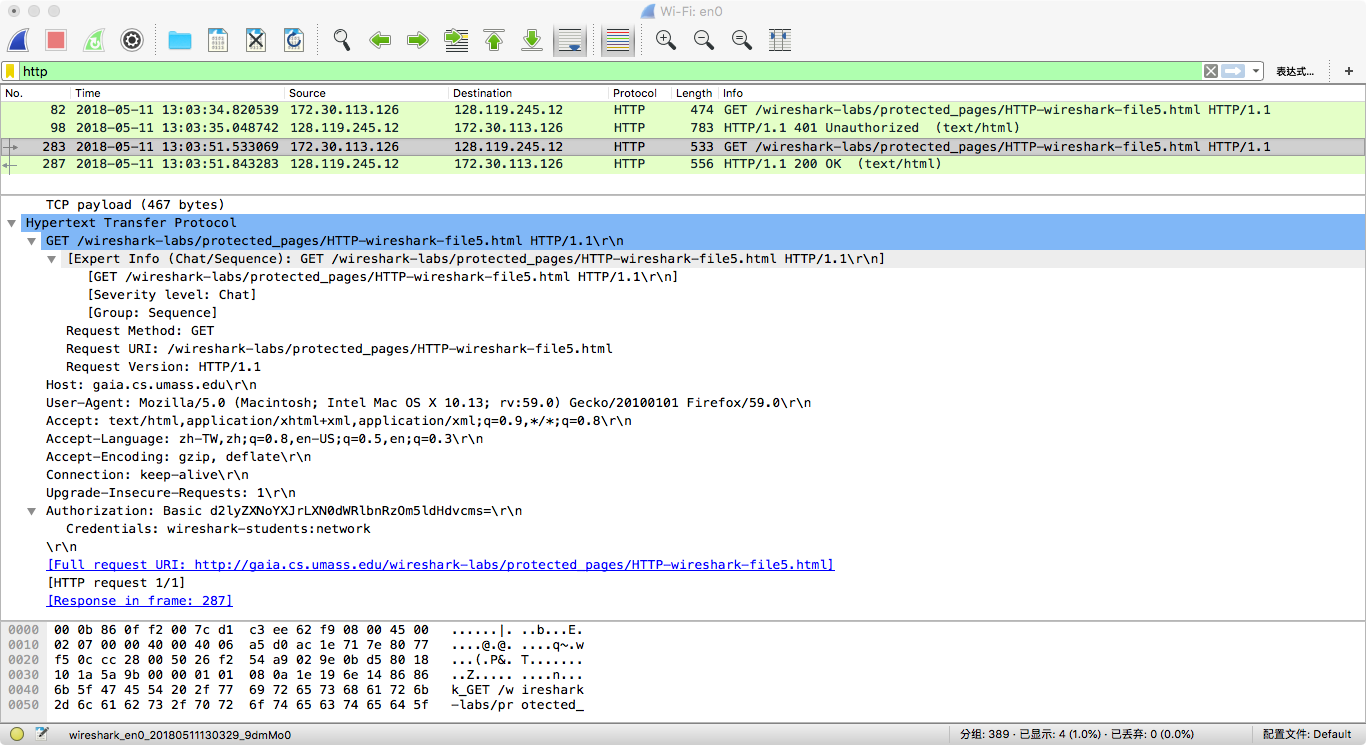 Wi-Fi: en0
http
表达式…
+
No. Time Source Destination Protocol Length Info
82 2018-05-11 13:03:34.820539 172.30.113.126 128.119.245.12 HTTP 474 GET /wireshark-labs/protected_pages/HTTP-wireshark-file5.html HTTP/1.1
98 2018-05-11 13:03:35.048742 128.119.245.12 172.30.113.126 HTTP 783 HTTP/1.1 401 Unauthorized (text/html)
283 2018-05-11 13:03:51.533069 172.30.113.126 128.119.245.12 HTTP 533 GET /wireshark-labs/protected_pages/HTTP-wireshark-file5.html HTTP/1.1
287 2018-05-11 13:03:51.843283 128.119.245.12 172.30.113.126 HTTP 556 HTTP/1.1 200 OK (text/html)
TCP payload (467 bytes)
Hypertext Transfer Protocol
GET /wireshark-labs/protected_pages/HTTP-wireshark-file5.html HTTP/1.1\r\n
[Expert Info (Chat/Sequence): GET /wireshark-labs/protected_pages/HTTP-wireshark-file5.html HTTP/1.1\r\n]
[GET /wireshark-labs/protected_pages/HTTP-wireshark-file5.html HTTP/1.1\r\n]
[Severity level: Chat]
[Group: Sequence]
Request Method: GET
Request URI: /wireshark-labs/protected_pages/HTTP-wireshark-file5.html
Request Version: HTTP/1.1
Host: gaia.cs.umass.edu\r\n
User-Agent: Mozilla/5.0 (Macintosh; Intel Mac OS X 10.13; rv:59.0) Gecko/20100101 Firefox/59.0\r\n
Accept: text/html,application/xhtml+xml,application/xml;q=0.9,*/*;q=0.8\r\n
Accept-Language: zh-TW,zh;q=0.8,en-US;q=0.5,en;q=0.3\r\n
Accept-Encoding: gzip, deflate\r\n
Connection: keep-alive\r\n
Upgrade-Insecure-Requests: 1\r\n
Authorization: Basic d2lyZXNoYXJrLXN0dWRlbnRzOm5ldHdvcms=\r\n
Credentials: wireshark-students:network
\r\n
[Full request URI: http://gaia.cs.umass.edu/wireshark-labs/protected_pages/HTTP-wireshark-file5.html]
[HTTP request 1/1]
[Response in frame: 287]
0000 00 0b 86 0f f2 00 7c d1 c3 ee 62 f9 08 00 45 00 ......|. ..b...E.
0010 02 07 00 00 40 00 40 06 a5 d0 ac 1e 71 7e 80 77 ....@.@. ....q~.w
0020 f5 0c cc 28 00 50 26 f2 54 a9 02 9e 0b d5 80 18 ...(.P&. T.......
0030 10 1a 5a 9b 00 00 01 01 08 0a 1e 19 6e 14 86 86 ..Z..... ....n...
0040 6b 5f 47 45 54 20 2f 77 69 72 65 73 68 61 72 6b k_GET /w ireshark
0050 2d 6c 61 62 73 2f 70 72 6f 74 65 63 74 65 64 5f -labs/pr otected_
wireshark_en0_20180511130329_9dmMo0 分组: 389 · 已显示: 4 (1.0%) · 已丢弃: 0 (0.0%) 配置文件: Default